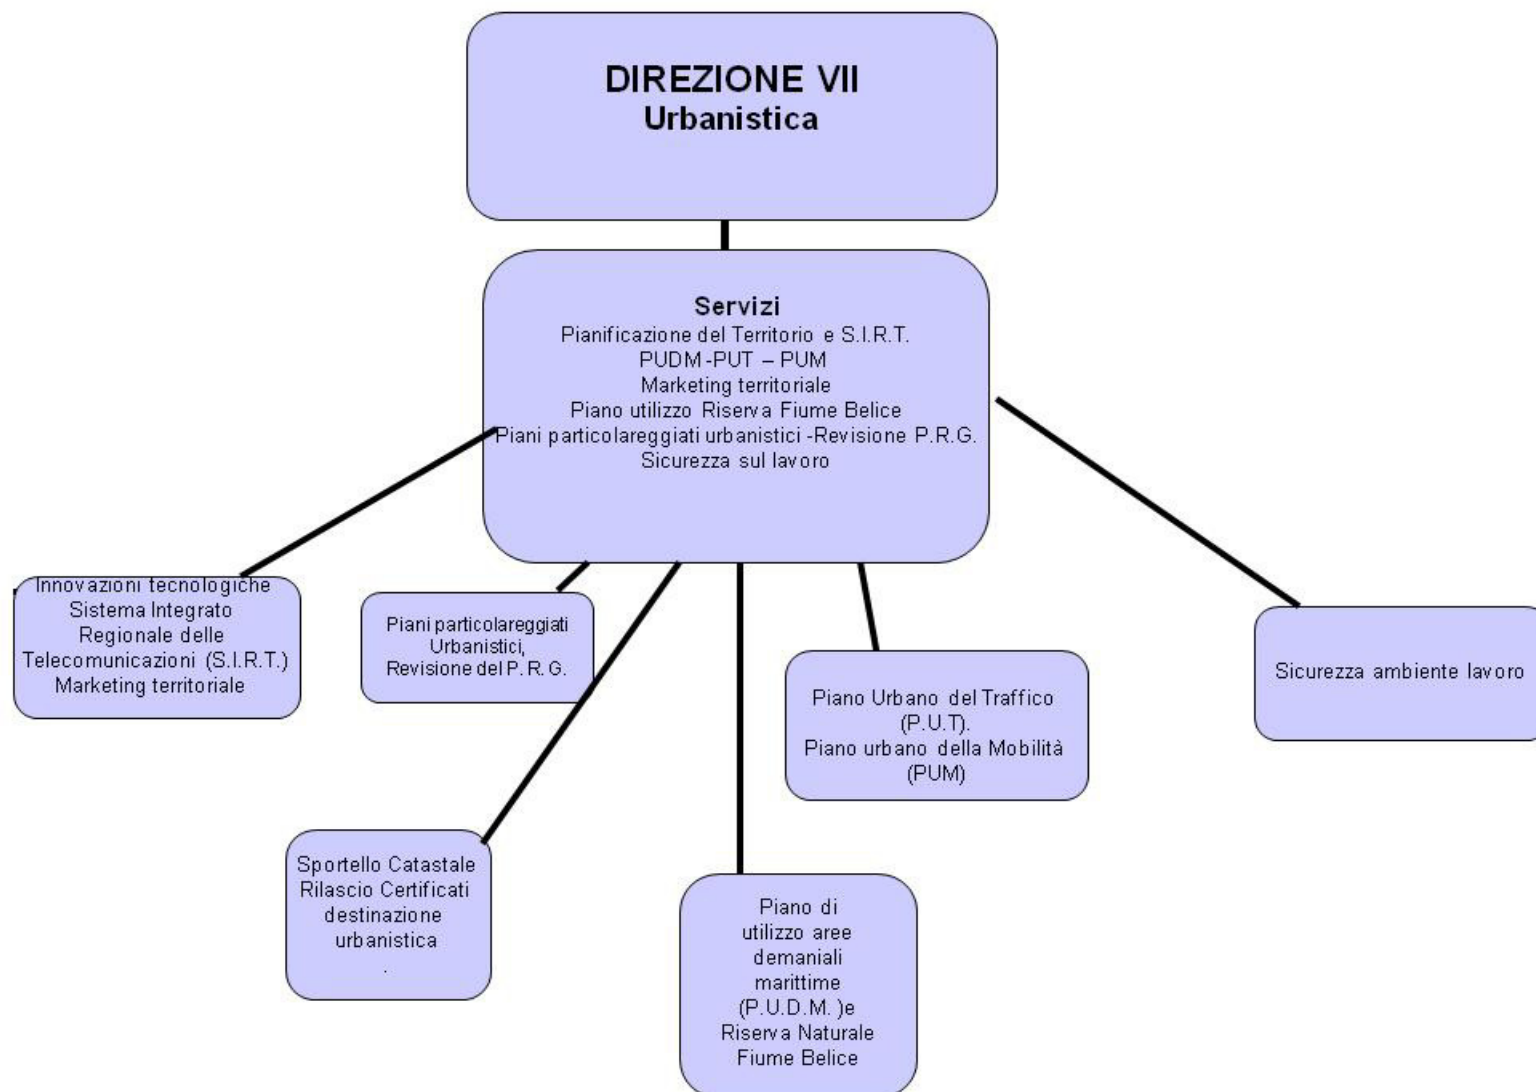 DIREZIONE VII
Urbanistica
Servizi
Pianificazione del Territorio e S.I.R.T.
PUDM-PUT – PUM
Marketing territoriale
Piano utilizzo Riserva Fiume Belice
Piani particolareggiati urbanistici -Revisione P.R.G.
Sicurezza sul lavoro
Innovazioni tecnologiche
Sistema Integrato
Regionale delle
Telecomunicazioni (S.I.R.T.)
Marketing territoriale
Piani particolareggiati
Urbanistici,
Revisione del P. R. G.
Piano Urbano del Traffico
(P.U.T).
Piano urbano della Mobilità
(PUM)
Sicurezza ambiente lavoro
Sportello Catastale
Rilascio Certificati
destinazione
urbanistica
.
Piano di
utilizzo aree
demaniali
marittime
(P.U.D.M. )e
Riserva Naturale
Fiume Belice